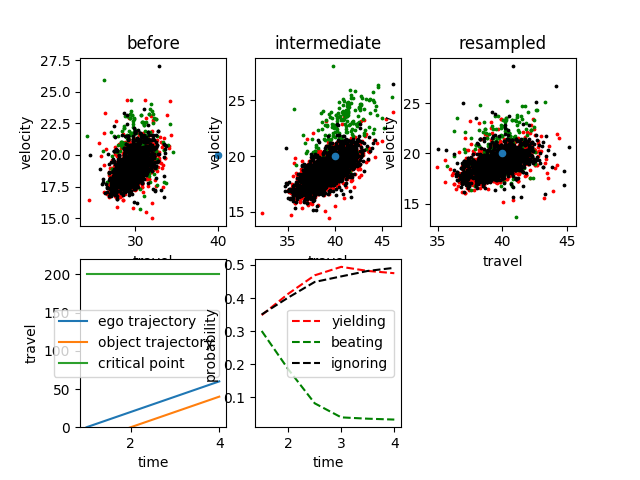 before
intermediate
resampled
velocity
27.5
25.0
22.5
20.0
17.5
15.0
30
40
travel
velocity
25
20
15
35
40
45
velocity
25
20
15
35
40
45
travel
travel
200
150
100
50
0
ego trajectory
object trajectory
critical point
2
4
time
probability
0.5
0.4
0.3
0.2
0.1
yielding
beating
ignoring
2
3
4
time